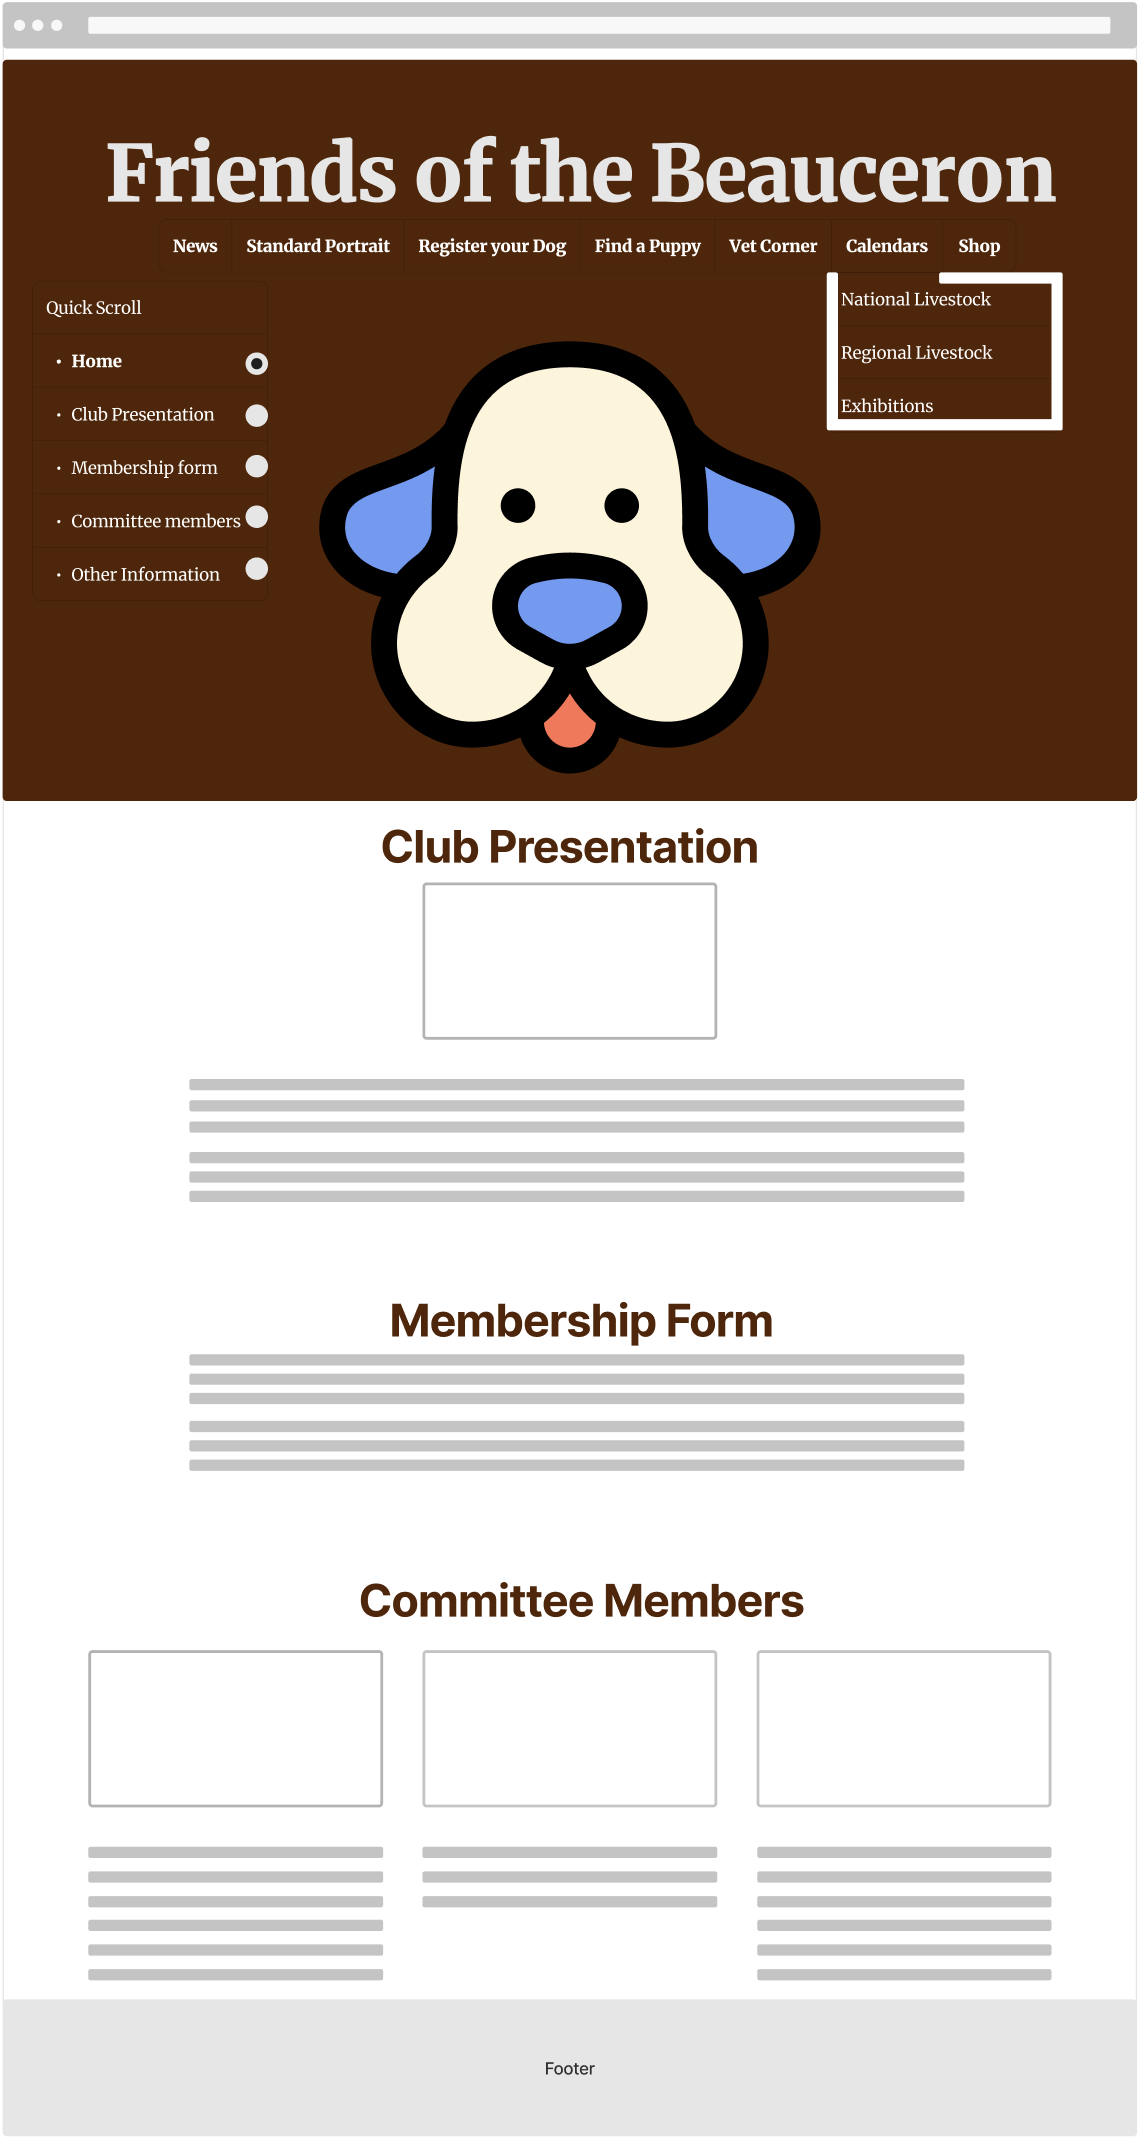 Friends of the Beauceron
News Standard Portrait Register your Dog Find a Puppy Vet Corner Calendars Shop
Quick Scroll
• Home
• Club Presentation
• Membership form
• Committee members
• Other Information
National Livestock
Regional Livestock
Exhibitions
Club Presentation
Membership Form
Committee Members
Footer